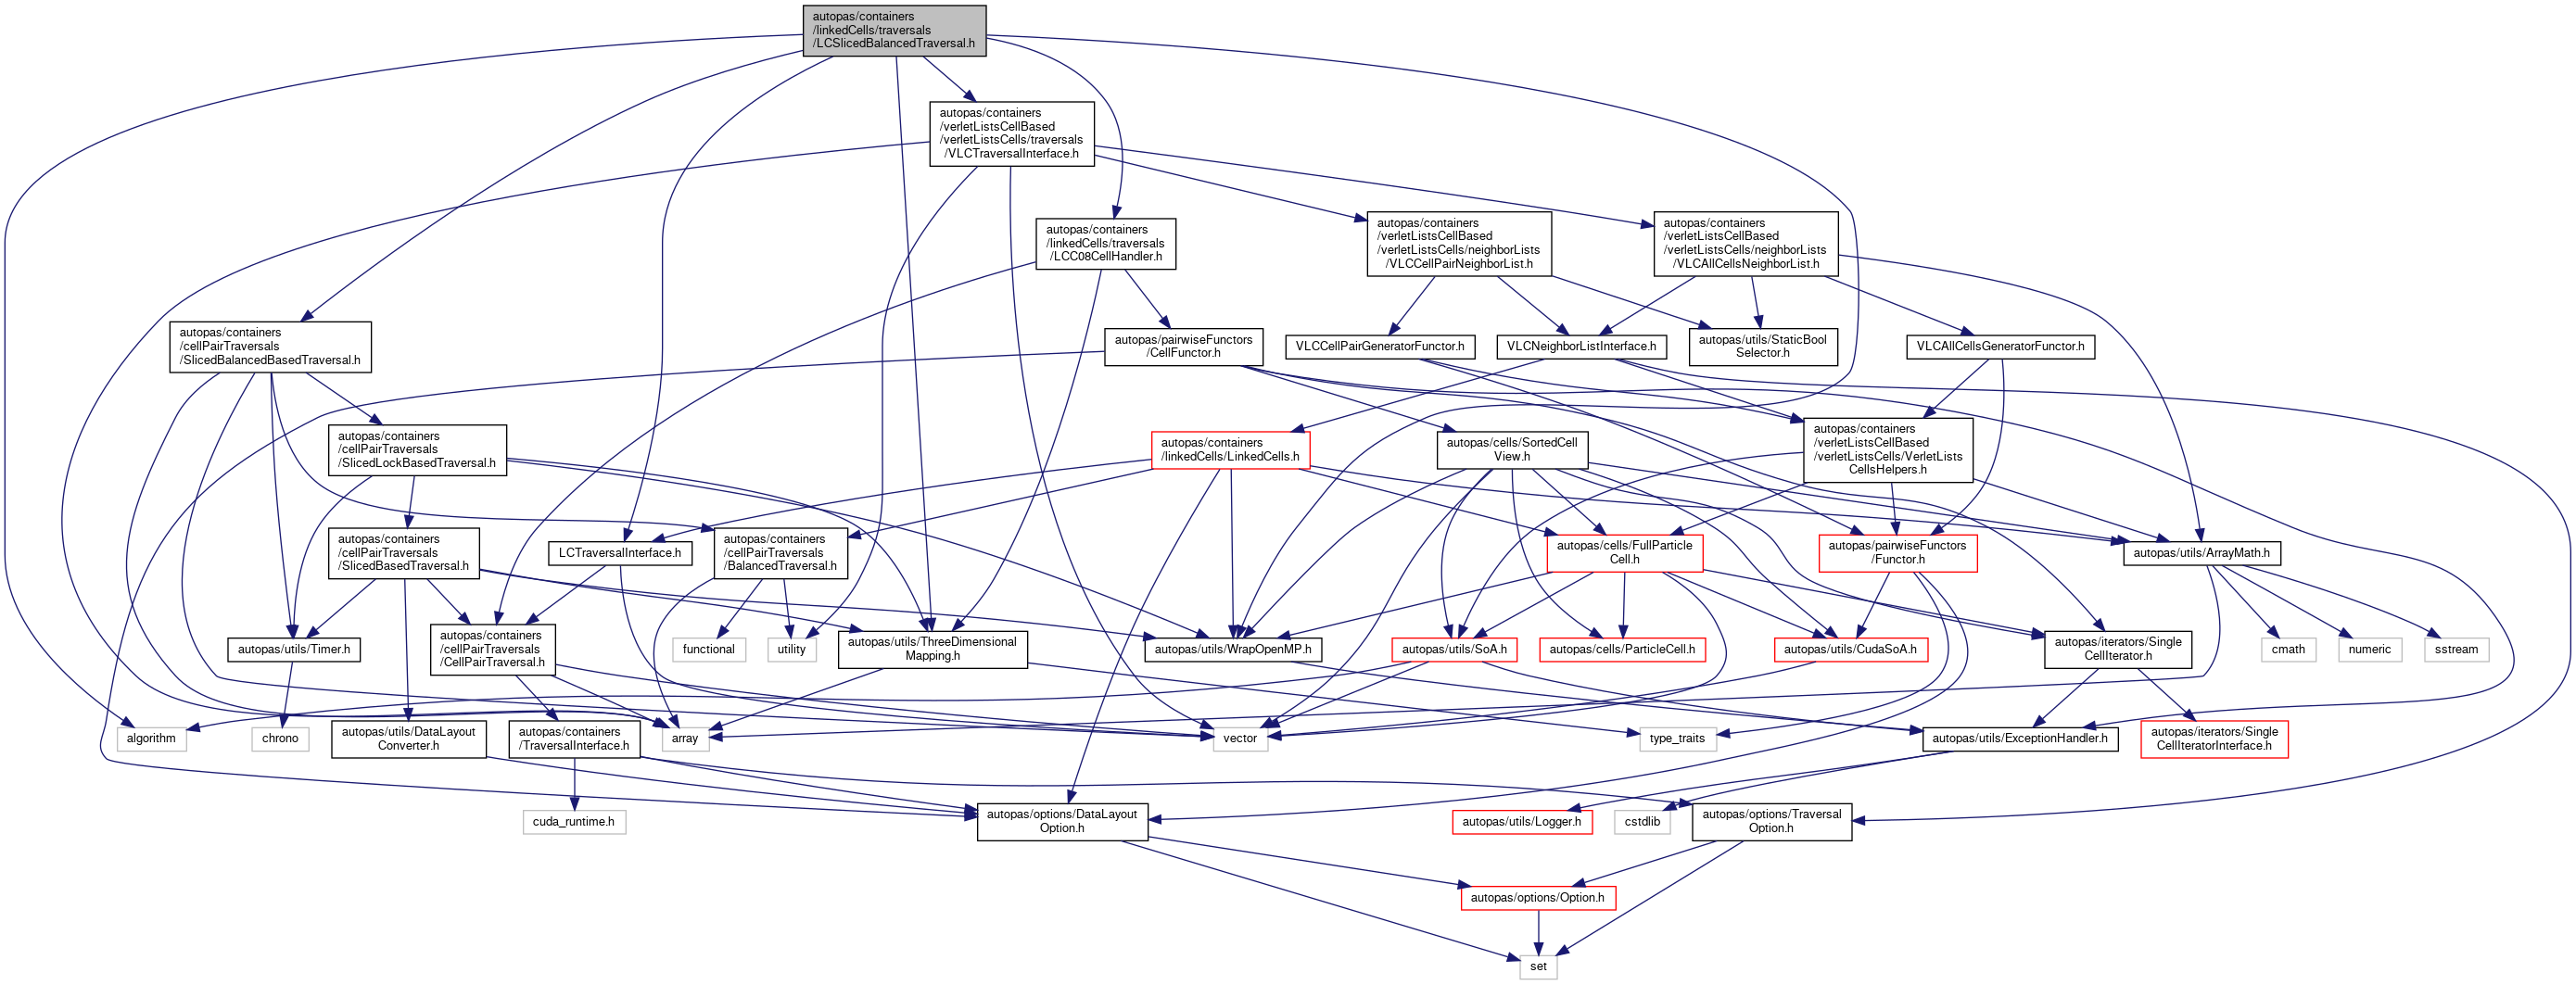 autopas/containers
/linkedCells/traversals
/LCSlicedBalancedTraversal.h
autopas/containers
/verletListsCellBased
/verletListsCells/traversals
/VLCTraversalInterface.h
autopas/containers
/linkedCells/traversals
/LCC08CellHandler.h
autopas/containers
/verletListsCellBased
/verletListsCells/neighborLists
/VLCCellPairNeighborList.h
autopas/containers
/verletListsCellBased
/verletListsCells/neighborLists
/VLCAllCellsNeighborList.h
autopas/containers
/cellPairTraversals
/SlicedBalancedBasedTraversal.h
autopas/pairwiseFunctors
/CellFunctor.h
VLCCellPairGeneratorFunctor.h
VLCNeighborListInterface.h
autopas/utils/StaticBool
Selector.h
VLCAllCellsGeneratorFunctor.h
autopas/containers
/cellPairTraversals
/SlicedLockBasedTraversal.h
autopas/containers
/linkedCells/LinkedCells.h
autopas/cells/SortedCell
View.h
autopas/containers
/verletListsCellBased
/verletListsCells/VerletLists
CellsHelpers.h
autopas/containers
/cellPairTraversals
/SlicedBasedTraversal.h
LCTraversalInterface.h
autopas/containers
/cellPairTraversals
/BalancedTraversal.h
autopas/cells/FullParticle
Cell.h
autopas/pairwiseFunctors
/Functor.h
autopas/utils/ArrayMath.h
autopas/utils/Timer.h
autopas/containers
/cellPairTraversals
/CellPairTraversal.h
functional
utility
autopas/utils/ThreeDimensional
Mapping.h
autopas/utils/WrapOpenMP.h
autopas/utils/SoA.h
autopas/cells/ParticleCell.h
autopas/utils/CudaSoA.h
autopas/iterators/Single
CellIterator.h
cmath
numeric
sstream
algorithm
chrono
autopas/utils/DataLayout
Converter.h
autopas/containers
/TraversalInterface.h
array
vector
type_traits
autopas/utils/ExceptionHandler.h
autopas/iterators/Single
CellIteratorInterface.h
cuda_runtime.h
autopas/options/DataLayout
Option.h
autopas/utils/Logger.h
cstdlib
autopas/options/Traversal
Option.h
autopas/options/Option.h
set